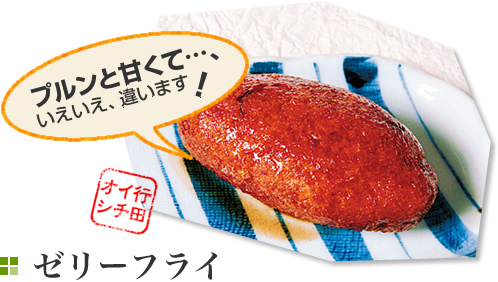 プルンと甘くて…、
いえいえ、違います!
行田
イチ
オシ
ゼリーフライ